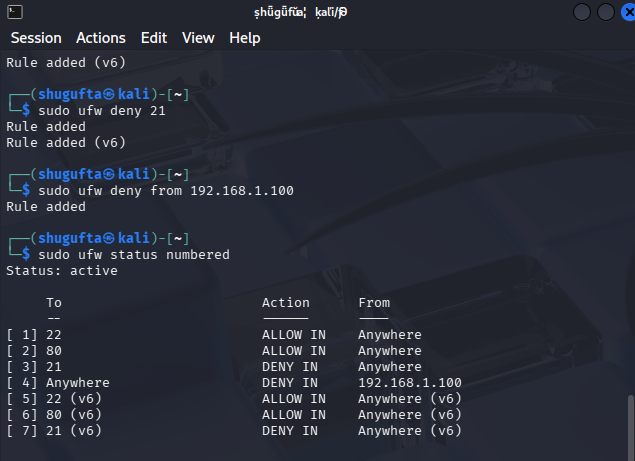 Session Actions Edit View Help
Rule added (v6)
┌──(shugufta㉿kali)-[~]
└─$ sudo ufw deny 21
Rule added
Rule added (v6)
┌──(shugufta㉿kali)-[~]
└─$ sudo ufw deny from 192.168.1.100
Rule added
┌──(shugufta㉿kali)-[~]
└─$ sudo ufw status numbered
Status: active
To Action From
-- ------ ----
[ 1] 22 ALLOW IN Anywhere
[ 2] 80 ALLOW IN Anywhere
[ 3] 21 DENY IN Anywhere
[ 4] Anywhere DENY IN 192.168.1.100
[ 5] 22 (v6) ALLOW IN Anywhere (v6)
[ 6] 80 (v6) ALLOW IN Anywhere (v6)
[ 7] 21 (v6) DENY IN Anywhere (v6)